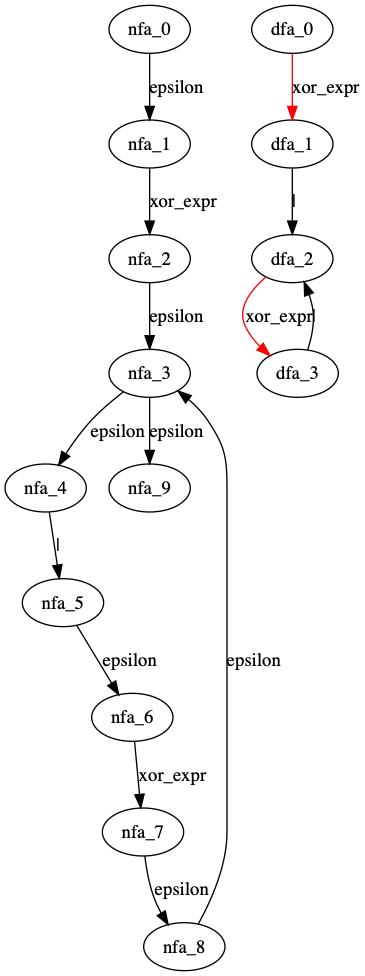 nfa_0
dfa_0
epsilon
xor_expr
nfa_1
dfa_1
xor_expr
|
nfa_2
dfa_2
epsilon
xor_expr
|
nfa_3
dfa_3
epsilon
epsilon
nfa_4
nfa_9
|
nfa_5
epsilon
epsilon
nfa_6
xor_expr
nfa_7
epsilon
nfa_8